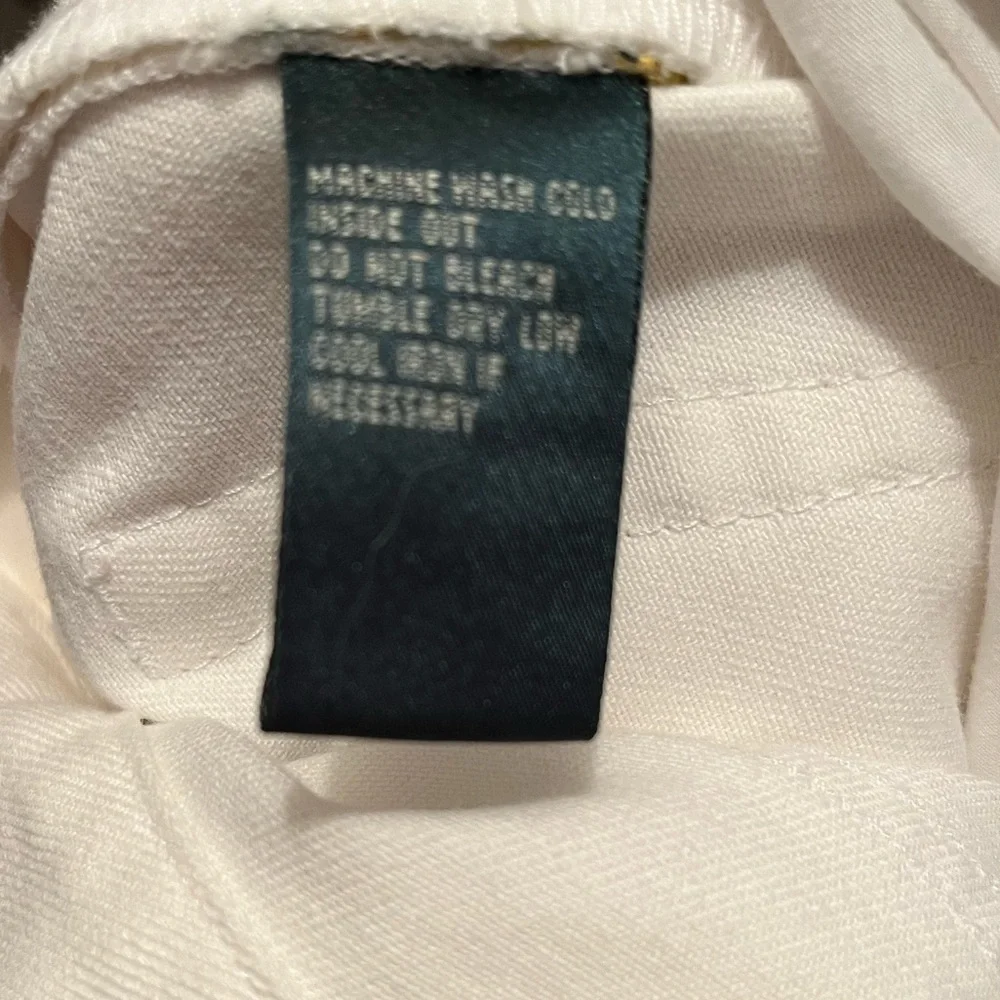 MACHINE WASH COLD
INSIDE OUT
DO NOT BLEACH
TUMBLE DRY LOW
COOL IRON IF
NECESSARY